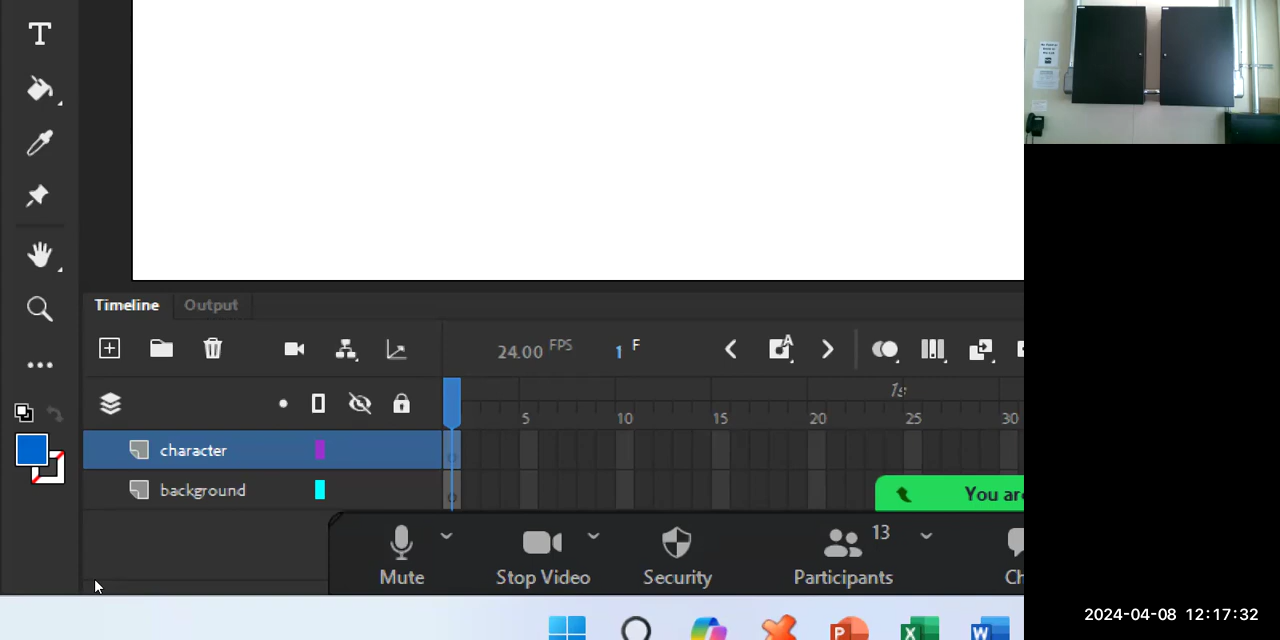 T
Timeline Output
24.00 FPS 1 F
1s
5 10 15 20 25 30
character
background
You are
13
Mute Stop Video Security Participants Ch
P X W
2024-04-08 12:17:32